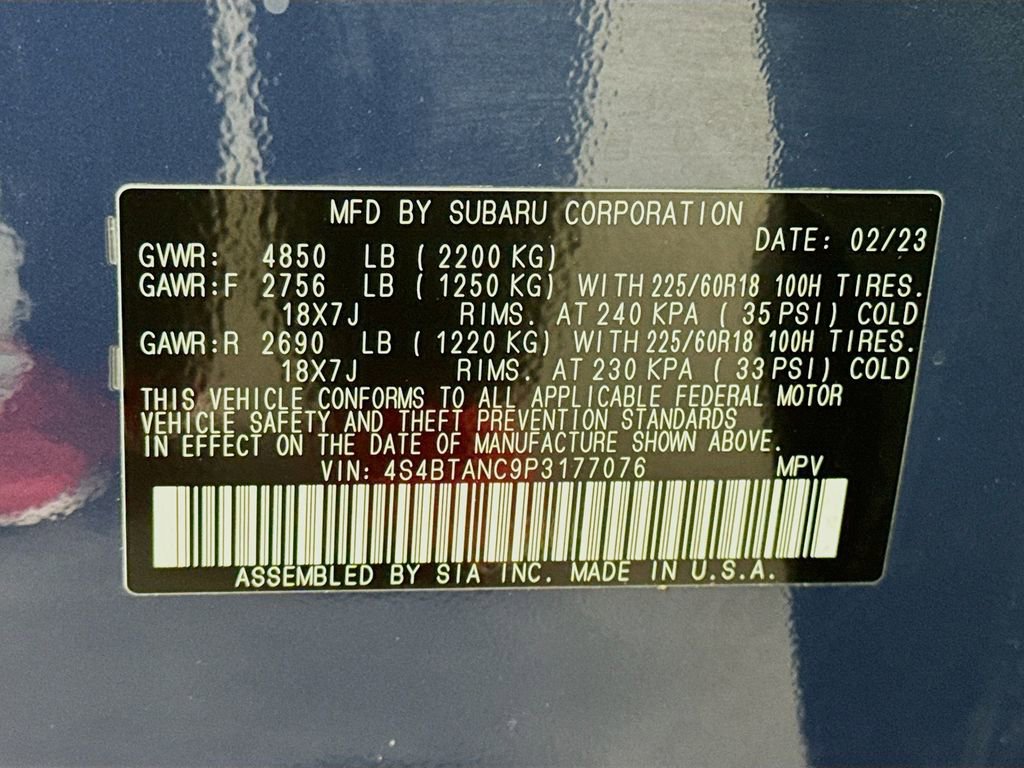 MFD BY SUBARU CORPORATION
DATE: 02/23
GVWR: 4850 LB ( 2200 KG)
GAWR:F 2756 LB ( 1250 KG) WITH 225/60R18 100H TIRES.
18X7J RIMS. AT 240 KPA ( 35 PSI) COLD
GAWR:R 2690 LB ( 1220 KG) WITH 225/60R18 100H TIRES.
18X7J RIMS. AT 230 KPA ( 33 PSI) COLD
THIS VEHICLE CONFORMS TO ALL APPLICABLE FEDERAL MOTOR
VEHICLE SAFETY AND THEFT PREVENTION STANDARDS
IN EFFECT ON THE DATE OF MANUFACTURE SHOWN ABOVE.
VIN: 4S4BTANC9P3177076 MPV
ASSEMBLED BY SIA INC. MADE IN U.S.A.